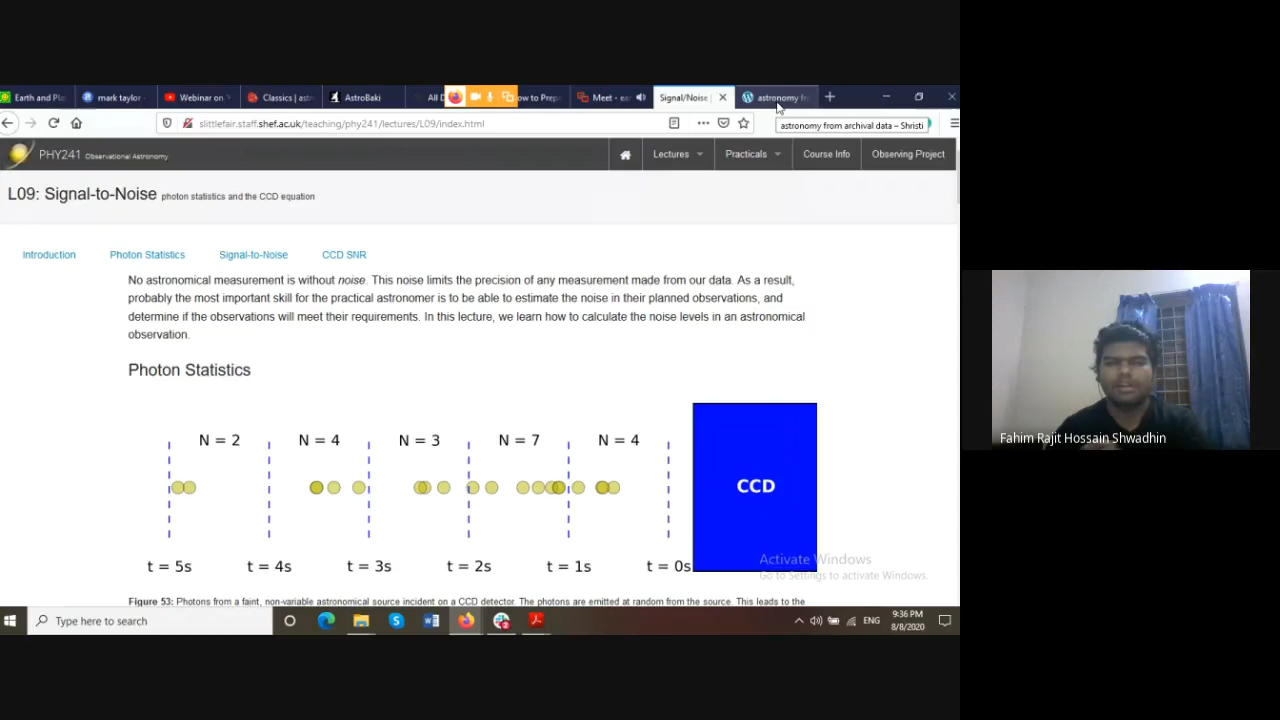 Earth and Pl
mark taylor
Webinar on
Classics | ast
AstroBaki
All D
ow to Prep
Meet - ea
Signal/Noise |
astronomy fr
slittlefair.staff.shef.ac.uk/teaching/phy241/lectures/L09/index.html
astronomy from archival data – Shristi
PHY241 Observational Astronomy
Lectures
Practicals
Course Info
Observing Project
L09: Signal-to-Noise photon statistics and the CCD equation
Introduction
Photon Statistics
Signal-to-Noise
CCD SNR
No astronomical measurement is without noise. This noise limits the precision of any measurement made from our data. As a result,
probably the most important skill for the practical astronomer is to be able to estimate the noise in their planned observations, and
determine if the observations will meet their requirements. In this lecture, we learn how to calculate the noise levels in an astronomical
observation.
Photon Statistics
N = 2
N = 4
N = 3
N = 7
N = 4
CCD
t = 5s
t = 4s
t = 3s
t = 2s
t = 1s
t = 0s
Activate Windows
Go to Settings to activate Windows.
Figure 53: Photons from a faint, non-variable astronomical source incident on a CCD detector. The photons are emitted at random from the source. This leads to the
Type here to search
ENG
9:36 PM
8/8/2020
Fahim Rajit Hossain Shwadhin